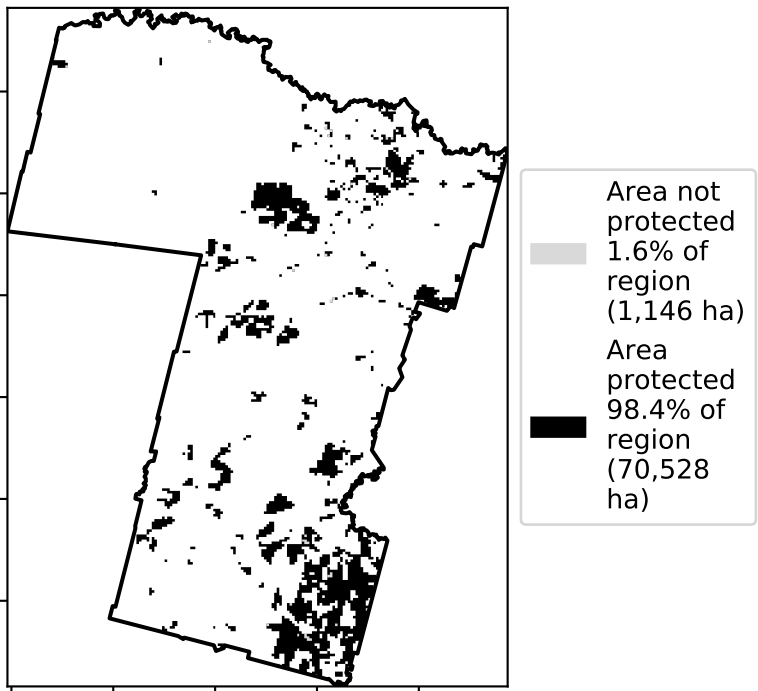 Area not
protected
1.6% of
region
(1,146 ha)
Area
protected
98.4% of
region
(70,528
ha)